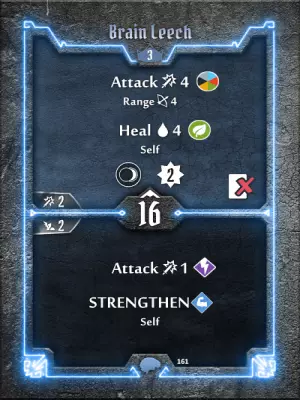 Brain Leech
3
Attack 4
Range 4
Heal 4
Self
2
2
16
2
Attack 1
STRENGTHEN
Self
161